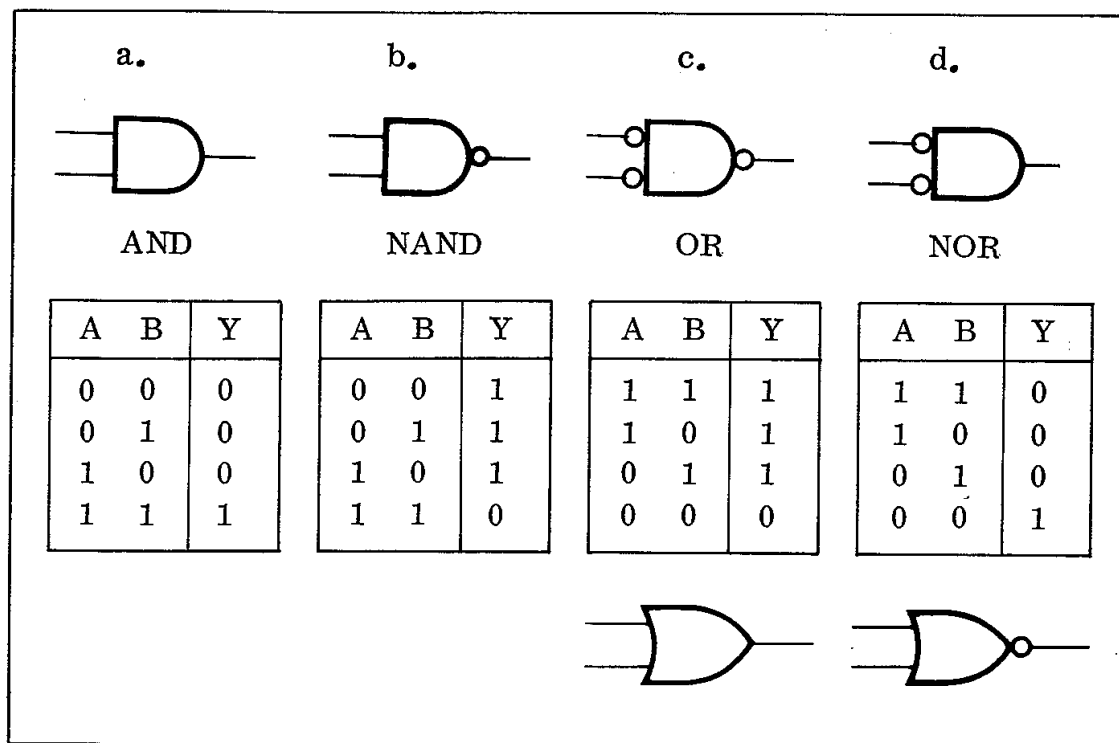 a. b. c. d.
AND NAND OR NOR
A B Y A B Y A B Y A B Y
0 0 0 0 0 1 1 1 1 1 1 0
0 1 0 0 1 1 1 0 1 1 0 0
1 0 0 1 0 1 0 1 1 0 1 0
1 1 1 1 1 0 0 0 0 0 0 1